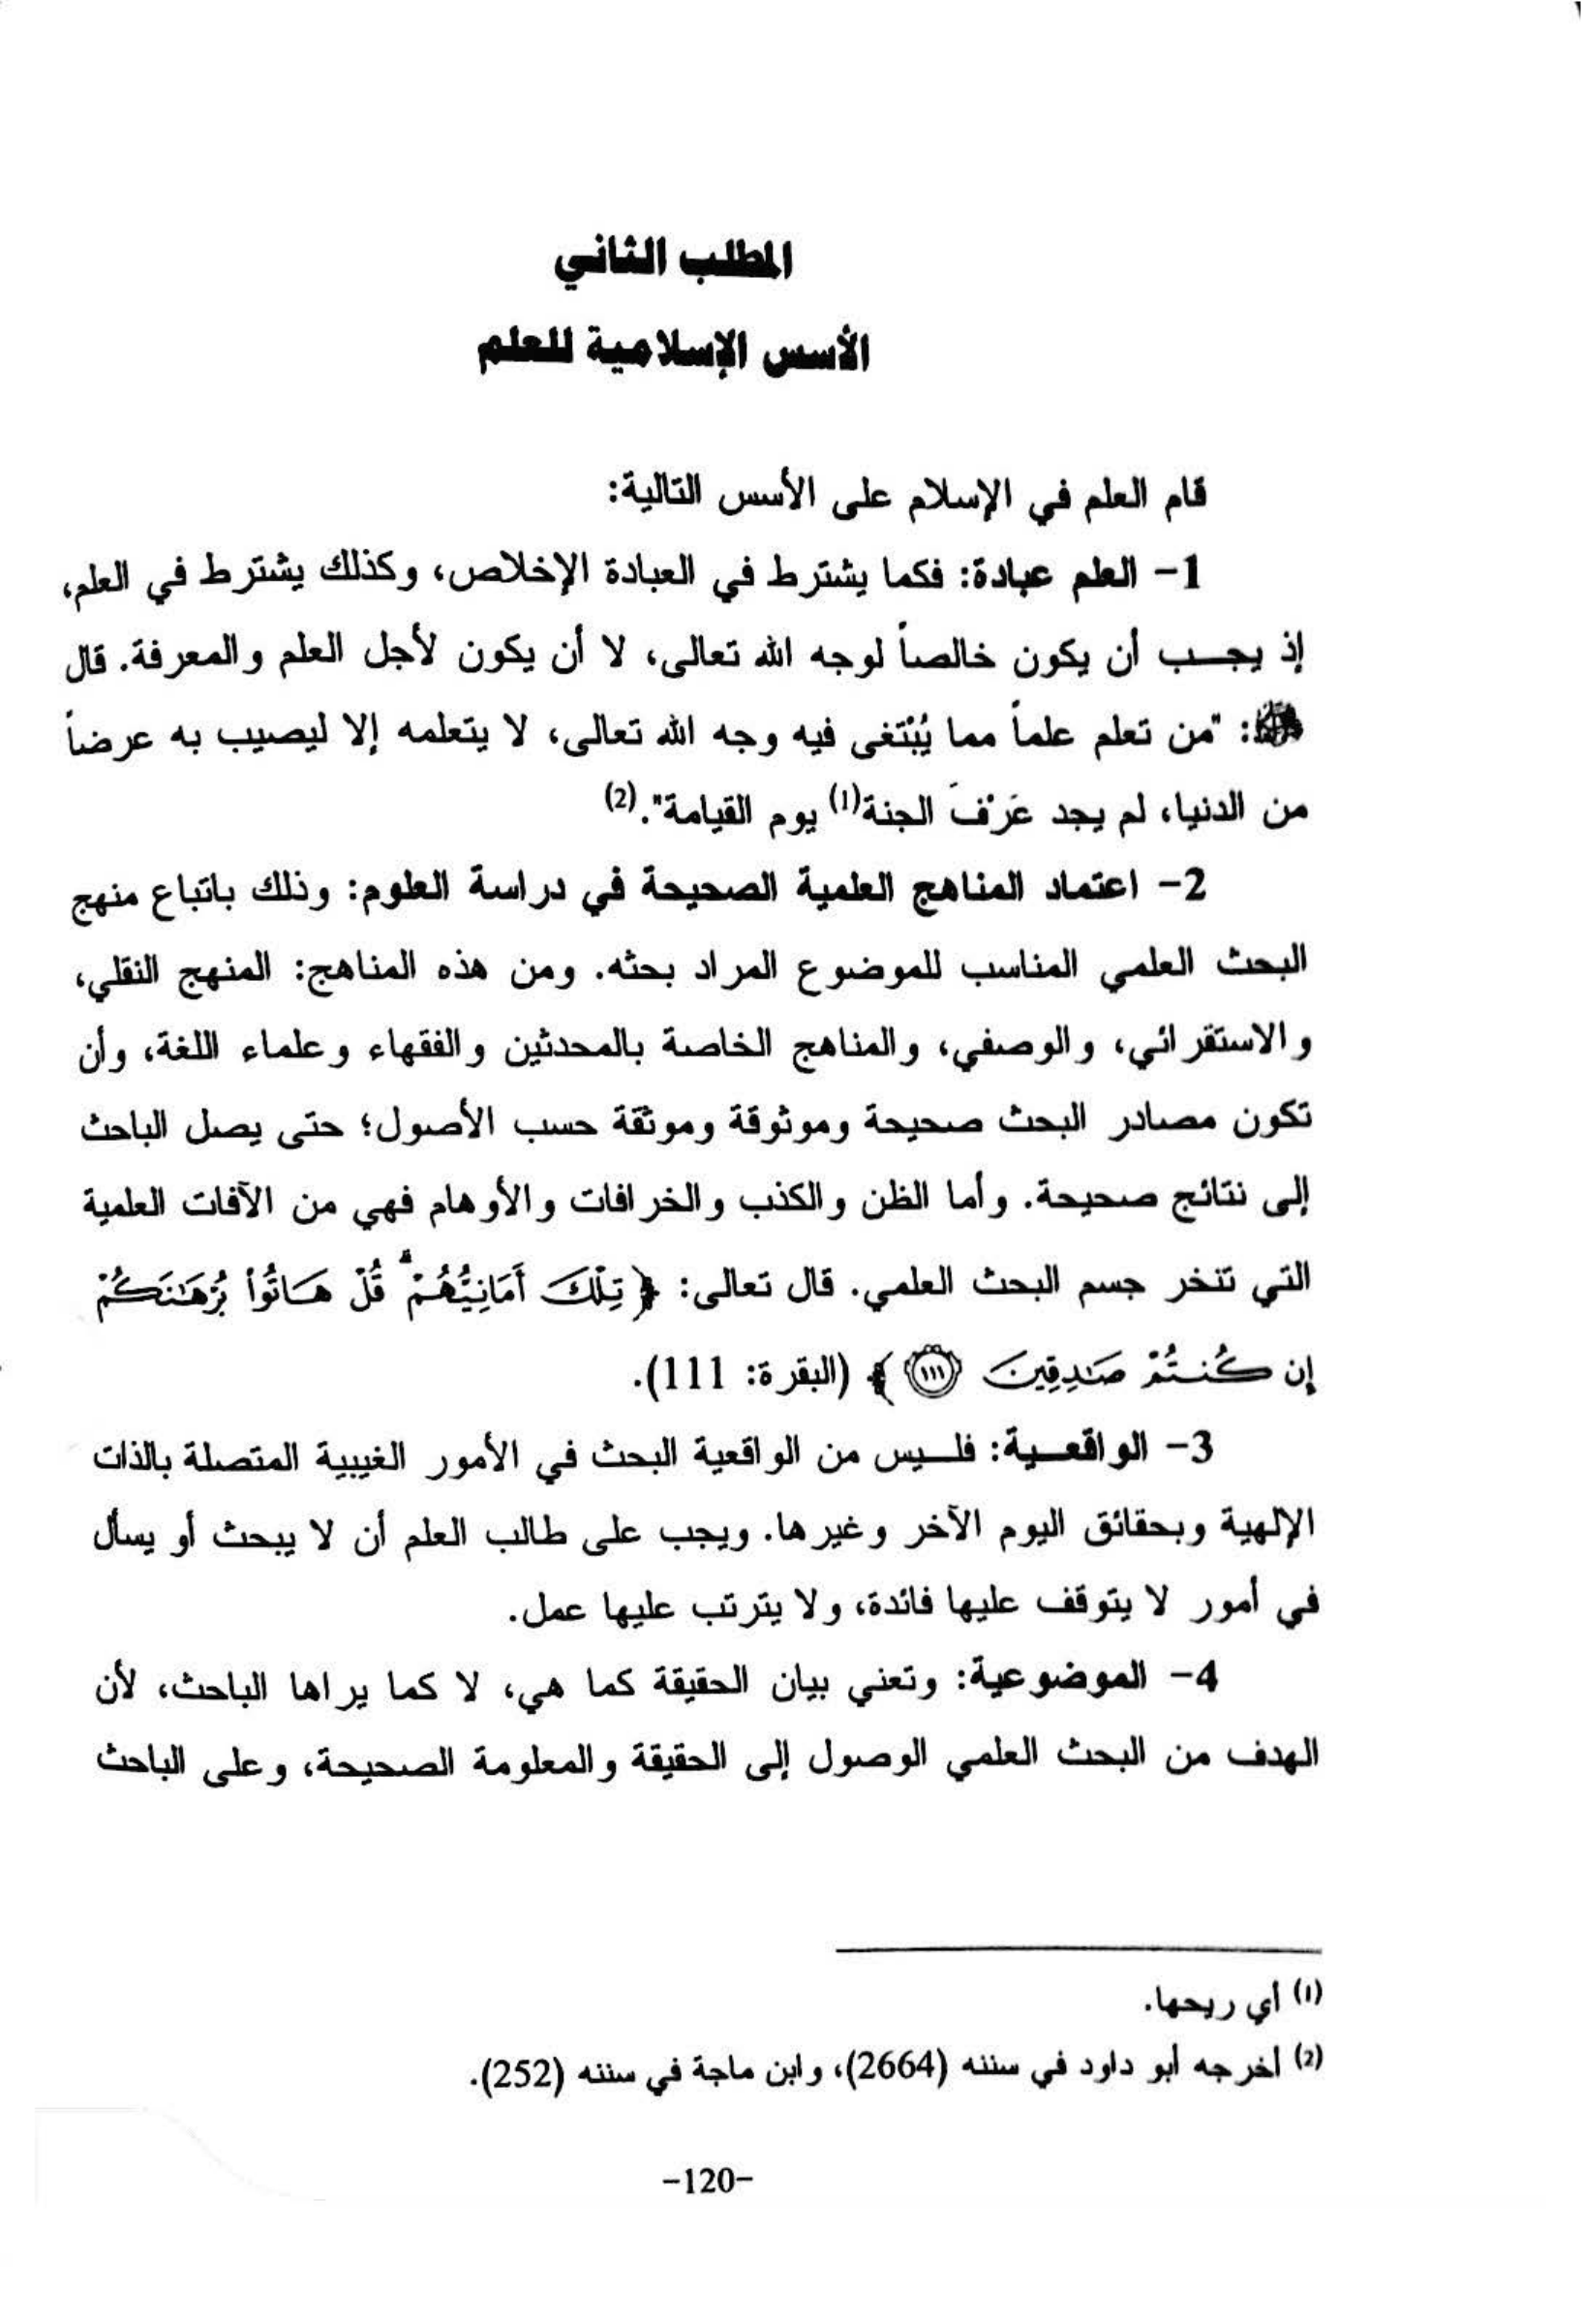 المطلب الثاني
الأسس الإسلامية للعلم
قام العلم في الإسلام على الأسس التالية:
1- العلم عبادة: فكما يشترط في العبادة الإخلاص، وكذلك يشترط في العلم،
إذ يجب أن يكون خالصاً لوجه الله تعالى، لا أن يكون لأجل العلم والمعرفة. قال
ﷺ: "من تعلم علماً مما يُبْتغى فيه وجه الله تعالى، لا يتعلمه إلا ليصيب به عرضاً
من الدنيا، لم يجد عَرْفَ الجنة(1) يوم القيامة".(2)
2- اعتماد المناهج العلمية الصحيحة في دراسة العلوم: وذلك باتباع منهج
البحث العلمي المناسب للموضوع المراد بحثه. ومن هذه المناهج: المنهج النقلي،
والاستقرائي، والوصفي، والمناهج الخاصة بالمحدثين والفقهاء وعلماء اللغة، وأن
تكون مصادر البحث صحيحة وموثوقة وموثقة حسب الأصول؛ حتى يصل الباحث
إلى نتائج صحيحة. وأما الظن والكذب والخرافات والأوهام فهي من الآفات العلمية
التي تنخر جسم البحث العلمي. قال تعالى: ﴿ تِلْكَ أَمَانِيُّهُمْ ۗ قُلْ هَاتُوا۟ بُرْهَـٰنَكُمْ
إِن كُنتُمْ صَـٰدِقِينَ ۝١١١ ﴾ (البقرة: 111).
3- الواقعية: فليس من الواقعية البحث في الأمور الغيبية المتصلة بالذات
الإلهية وبحقائق اليوم الآخر وغيرها. ويجب على طالب العلم أن لا يبحث أو يسأل
في أمور لا يتوقف عليها فائدة، ولا يترتب عليها عمل.
4- الموضوعية: وتعني بيان الحقيقة كما هي، لا كما يراها الباحث، لأن
الهدف من البحث العلمي الوصول إلى الحقيقة والمعلومة الصحيحة، وعلى الباحث
(1) أي ريحها.
(2) أخرجه أبو داود في سننه (2664)، وابن ماجة في سننه (252).
-120-